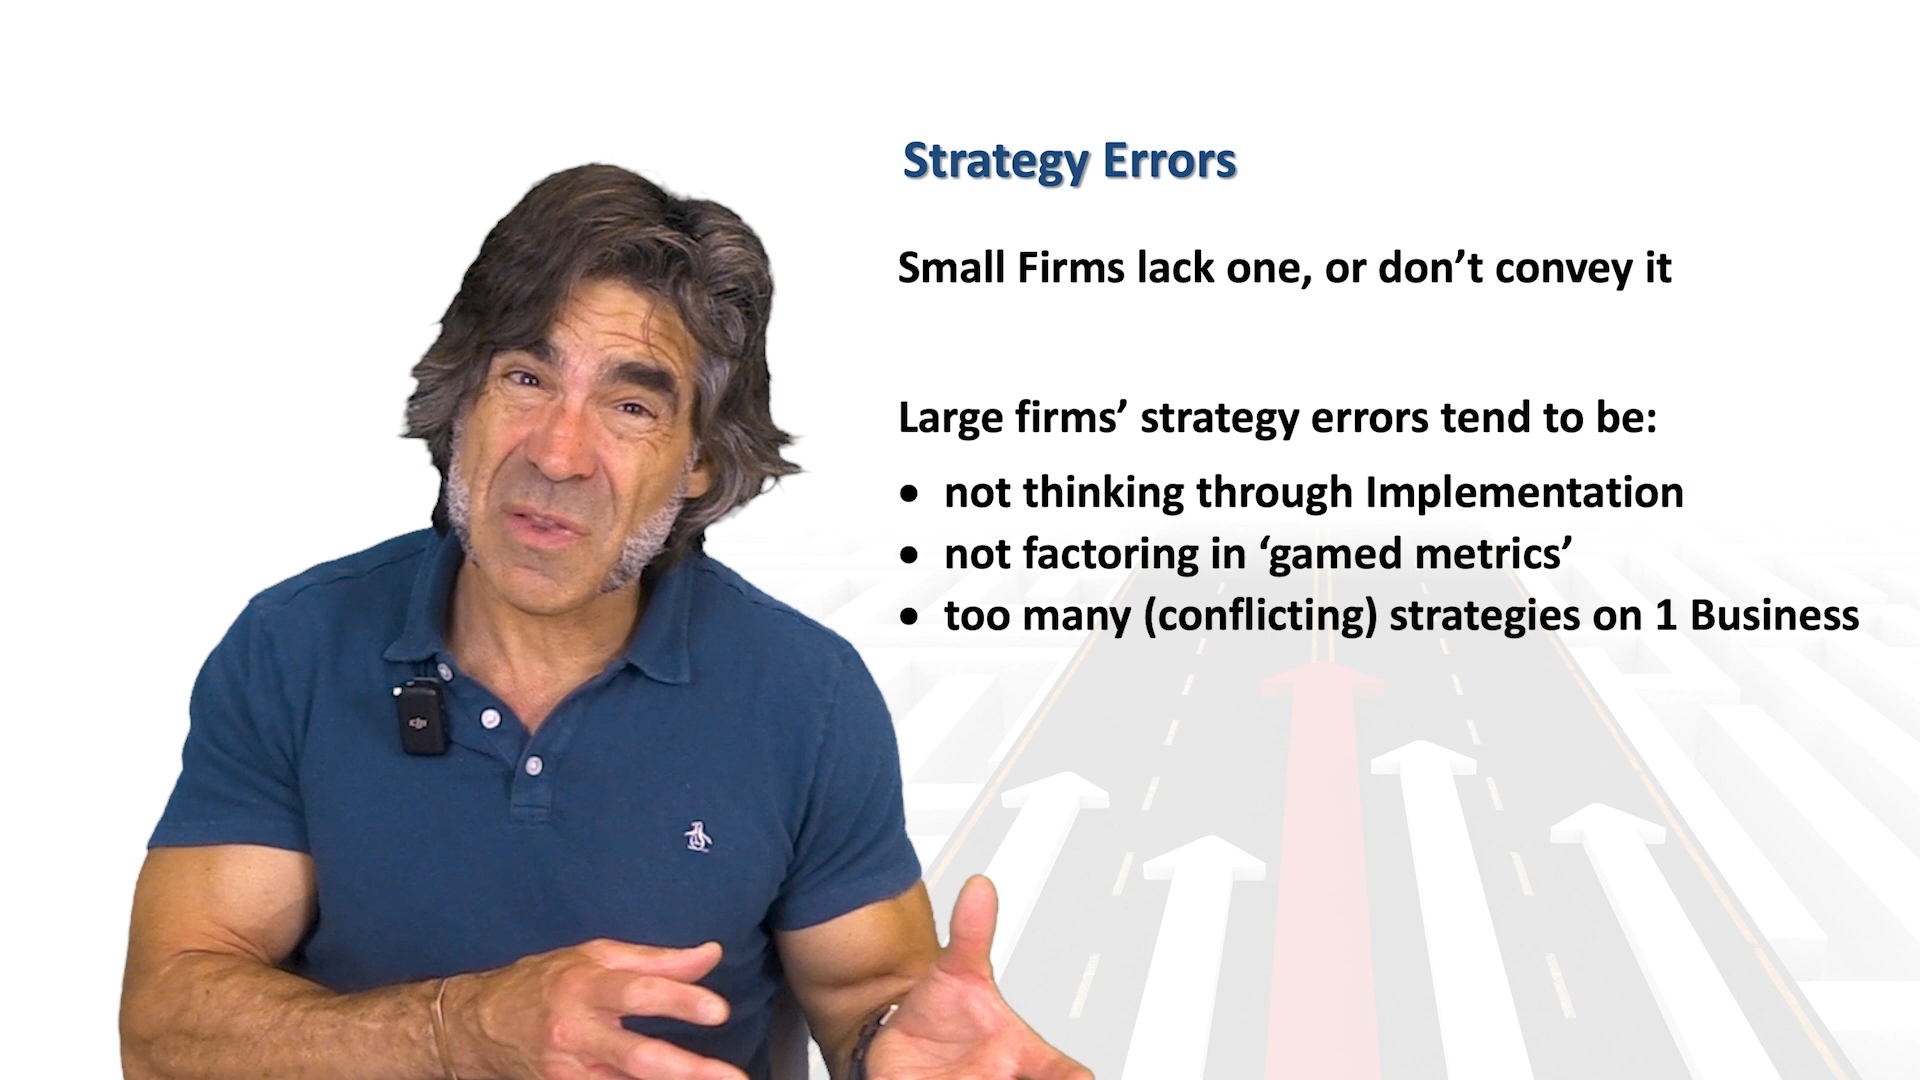 Strategy Errors
Small Firms lack one, or don’t convey it
Large firms’ strategy errors tend to be:
• not thinking through Implementation
• not factoring in ‘gamed metrics’
• too many (conflicting) strategies on 1 Business
dji